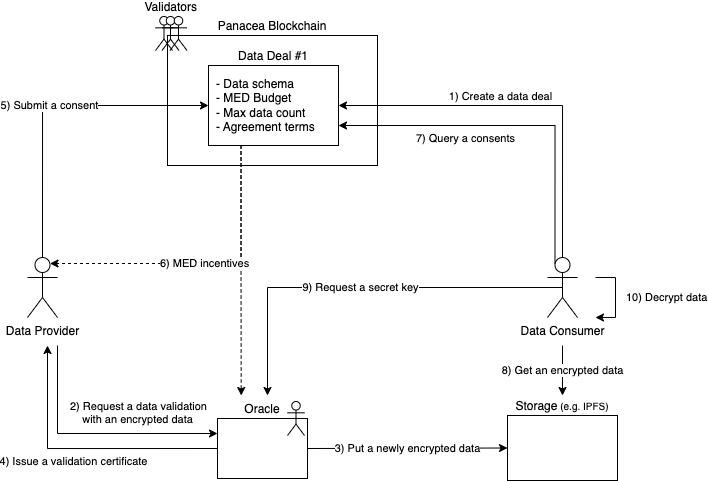 Validators
Panacea Blockchain
Data Deal #1
- Data schema
- MED Budget
- Max data count
- Agreement terms
5) Submit a consent
1) Create a data deal
7) Query a consents
6) MED incentives
9) Request a secret key
10) Decrypt data
Data Provider
Data Consumer
8) Get an encrypted data
2) Request a data validation
with an encrypted data
Oracle
Storage (e.g. IPFS)
3) Put a newly encrypted data
4) Issue a validation certificate